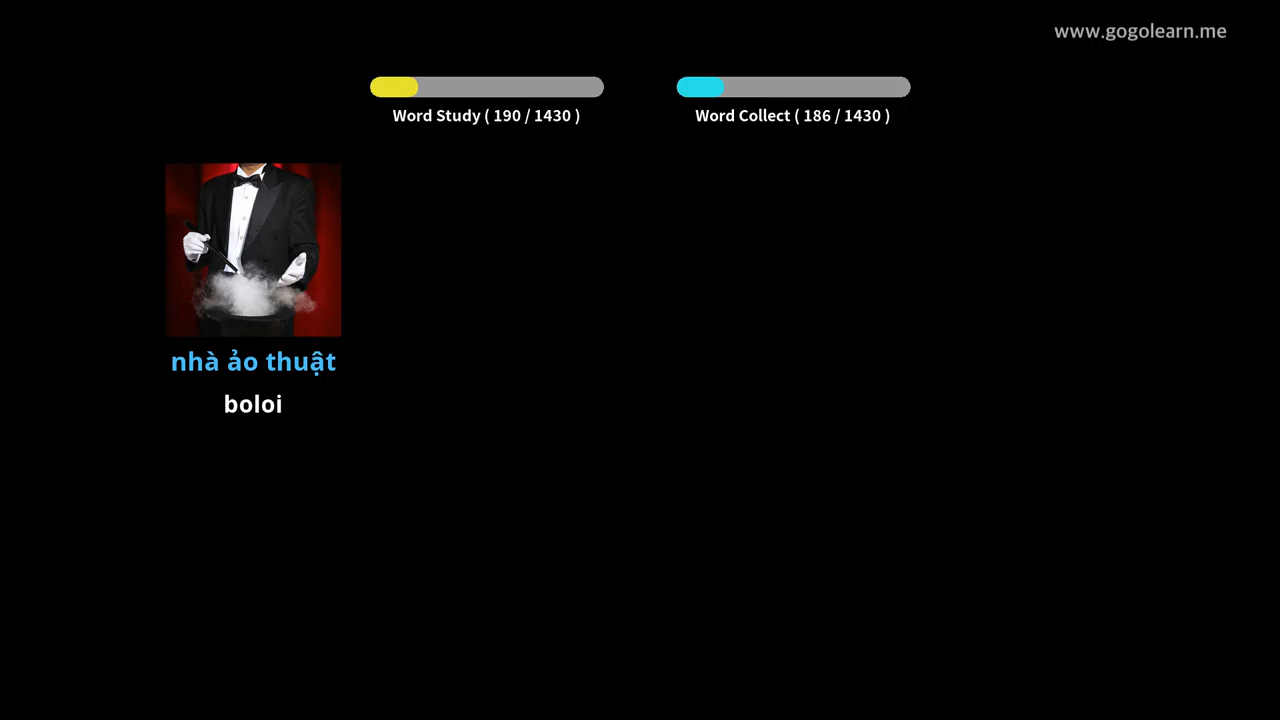 www.gogolearn.me
Word Study ( 190 / 1430 )
Word Collect ( 186 / 1430 )
nhà ảo thuật
boloi